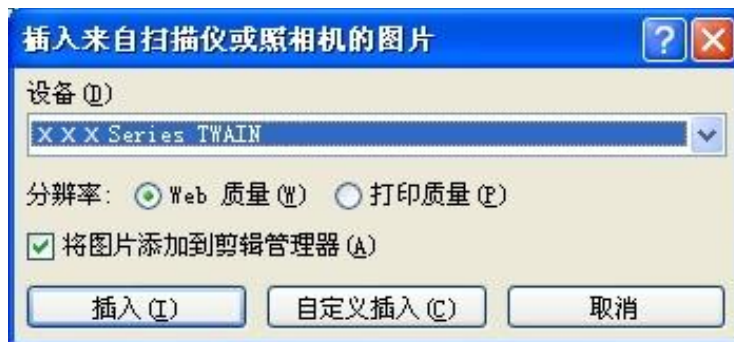 插入来自扫描仪或照相机的图片
设备(D)
X X X Series TWAIN
分辨率: Web 质量(W) 打印质量(P)
将图片添加到剪辑管理器(A)
插入(I) 自定义插入(C) 取消